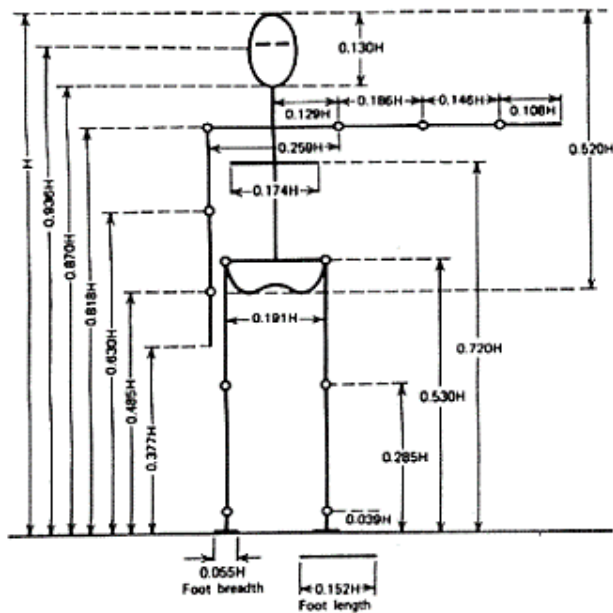 0.130H
0.186H
0.146H
0.108H
0.129H
0.259H
0.520H
0.174H
H
0.936H
0.870H
0.818H
0.630H
0.485H
0.377H
0.191H
0.720H
0.530H
0.285H
0.039H
0.055H
Foot breadth
0.152H
Foot length